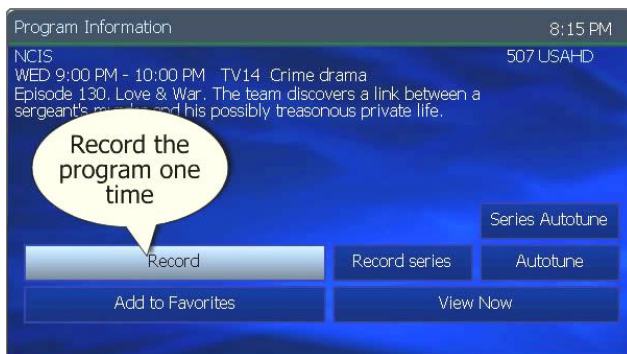 Program Information 8:15 PM
NCIS 507 USAHD
WED 9:00 PM - 10:00 PM TV14 Crime drama
Episode 130. Love & War. The team discovers a link between a
sergeant's and his possibly treasonous private life.
Record the
program one
time
Series Autotune
Record Record series Autotune
Add to Favorites View Now